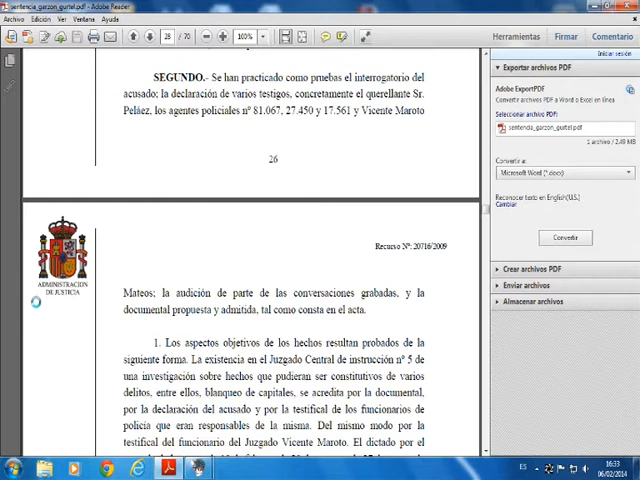 sentencia_garzon_gurtel.pdf - Adobe Reader
Archivo Edición Ver Ventana Ayuda
28 / 70 100% Herramientas Firmar Comentario
Iniciar sesión
Exportar archivos PDF
Adobe ExportPDF
Convertir archivos PDF a Word o Excel en línea
Seleccionar archivo PDF:
sentencia_garzon_gurtel.pdf
1 archivo / 2.49 MB
Convertir a:
Microsoft Word (*.docx)
Reconocer texto en English(U.S.)
Cambiar
Convertir
Crear archivos PDF
Enviar archivos
Almacenar archivos
SEGUNDO.- Se han practicado como pruebas el interrogatorio del
acusado; la declaración de varios testigos, concretamente el querellante Sr.
Peláez, los agentes policiales nº 81.067, 27.450 y 17.561 y Vicente Maroto
26
ADMINISTRACION
DE JUSTICIA
Recurso Nº: 20716/2009
Mateos; la audición de parte de las conversaciones grabadas, y la
documental propuesta y admitida, tal como consta en el acta.
1. Los aspectos objetivos de los hechos resultan probados de la
siguiente forma. La existencia en el Juzgado Central de instrucción nº 5 de
una investigación sobre hechos que pudieran ser constitutivos de varios
delitos, entre ellos, blanqueo de capitales, se acredita por la documental,
por la declaración del acusado y por la testifical de los funcionarios de
policía que eran responsables de la misma. Del mismo modo por la
testifical del funcionario del Juzgado Vicente Maroto. El dictado por el
ES
16:33
06/02/2014